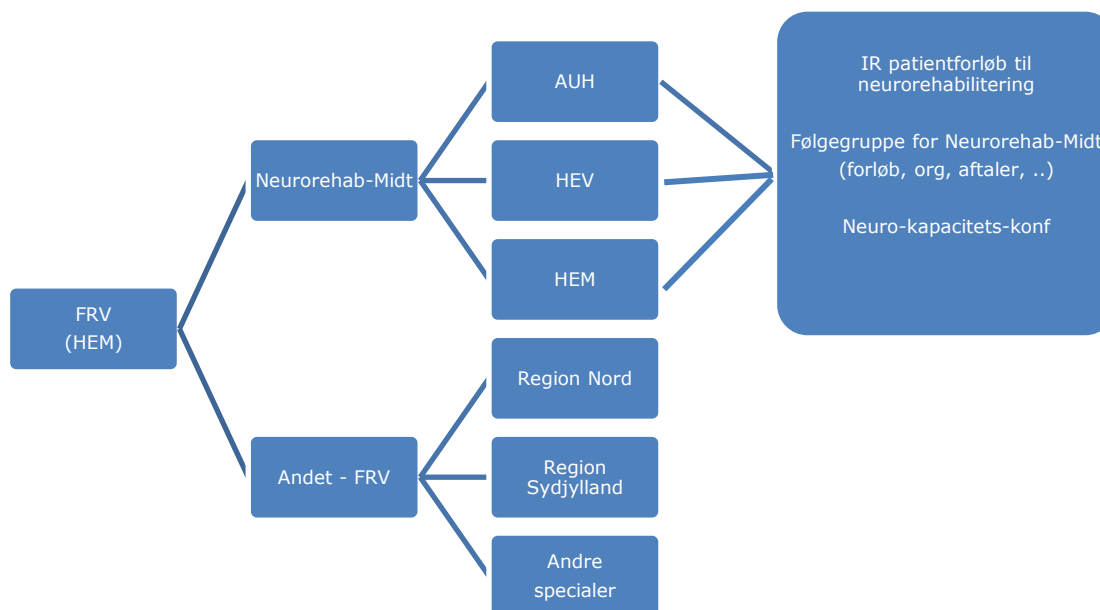 FRV
(HEM)
Neurorehab-Midt
Andet - FRV
AUH
HEV
HEM
Region Nord
Region
Sydjylland
Andre
specialer
IR patientforløb til
neurorehabilitering
Følgegruppe for Neurorehab-Midt
(forløb, org, aftaler, ..)
Neuro-kapacitets-konf